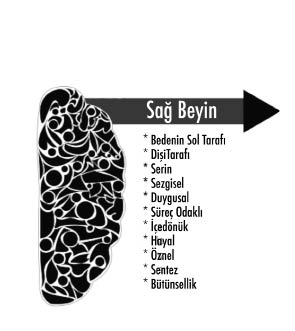 Sağ Beyin
* Bedenin Sol Tarafı
* DişiTarafı
* Serin
* Sezgisel
* Duygusal
* Süreç Odaklı
* İçedönük
* Hayal
* Öznel
* Sentez
* Bütünsellik